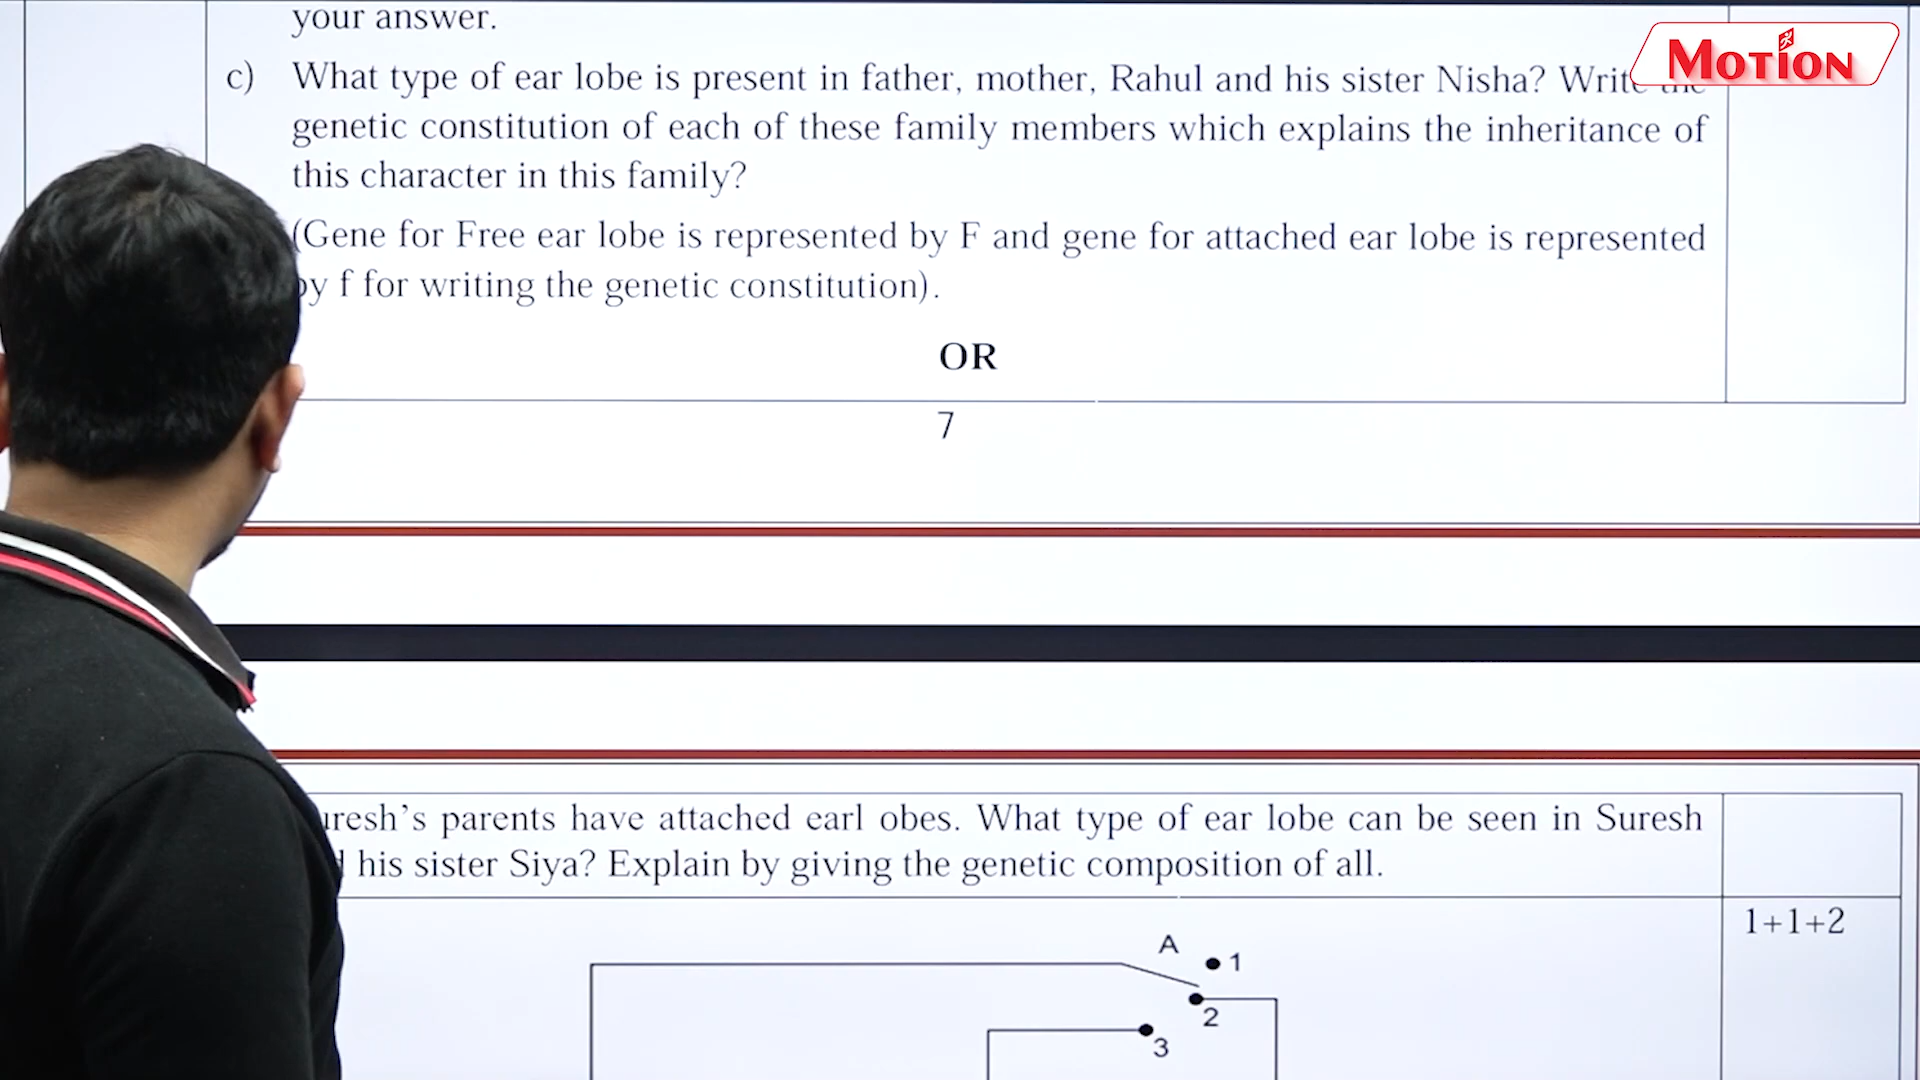 your answer.
MOTION
c) What type of ear lobe is present in father, mother, Rahul and his sister Nisha? Write the
genetic constitution of each of these family members which explains the inheritance of
this character in this family?
(Gene for Free ear lobe is represented by F and gene for attached ear lobe is represented
by f for writing the genetic constitution).
OR
7
uresh’s parents have attached earl obes. What type of ear lobe can be seen in Suresh
his sister Siya? Explain by giving the genetic composition of all.
1+1+2
A
1
2
3